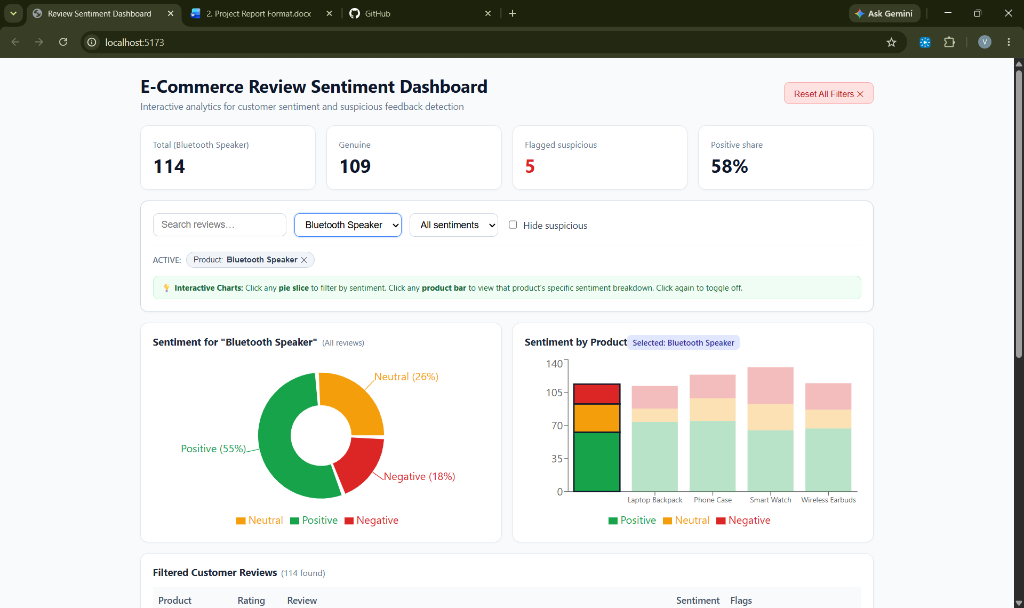 Review Sentiment Dashboard
2. Project Report Format.docx
GitHub
Ask Gemini
localhost:5173
V
E-Commerce Review Sentiment Dashboard
Interactive analytics for customer sentiment and suspicious feedback detection
Reset All Filters ×
Total (Bluetooth Speaker)
114
Genuine
109
Flagged suspicious
5
Positive share
58%
Search reviews...
Bluetooth Speaker
All sentiments
Hide suspicious
ACTIVE:
Product: Bluetooth Speaker ×
💡 Interactive Charts: Click any pie slice to filter by sentiment. Click any product bar to view that product's specific sentiment breakdown. Click again to toggle off.
Sentiment for "Bluetooth Speaker" (All reviews)
Neutral (26%)
Positive (55%)
Negative (18%)
Neutral Positive Negative
Sentiment by Product Selected: Bluetooth Speaker
140
105
70
35
0
Laptop Backpack Phone Case Smart Watch Wireless Earbuds
Positive Neutral Negative
Filtered Customer Reviews (114 found)
Product Rating Review Sentiment Flags